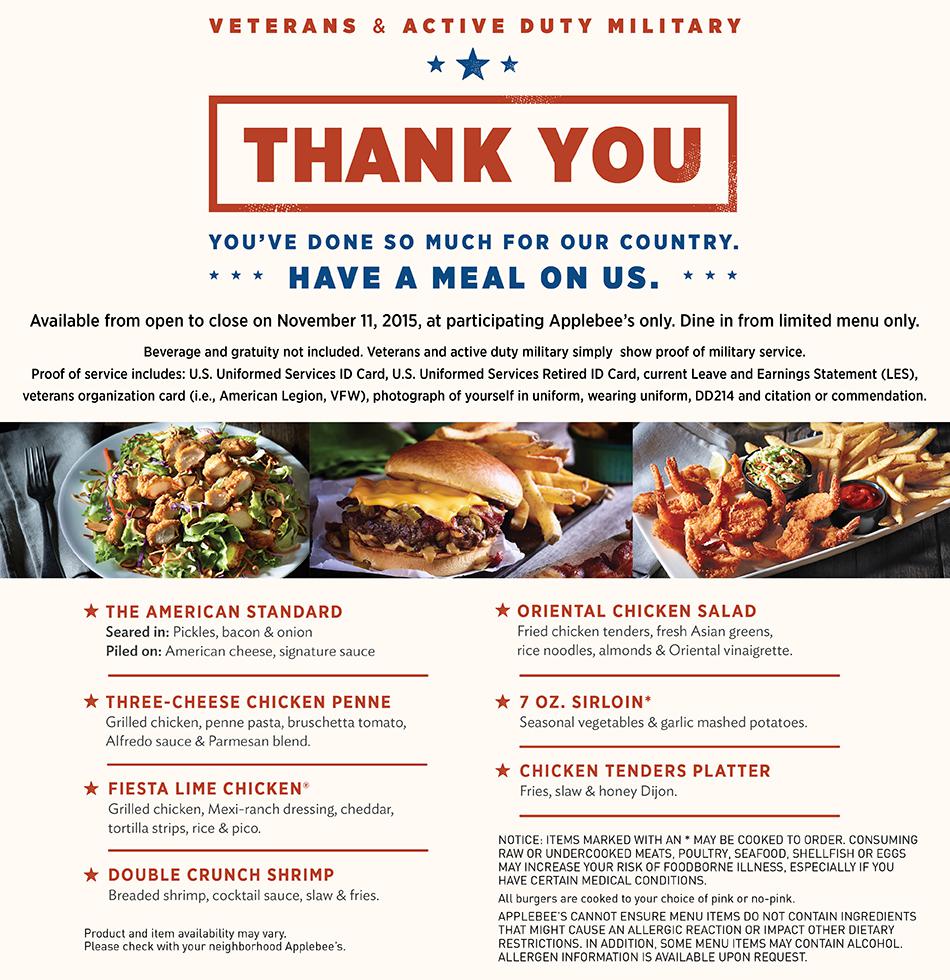 VETERANS & ACTIVE DUTY MILITARY
THANK YOU
YOU'VE DONE SO MUCH FOR OUR COUNTRY.
HAVE A MEAL ON US.
Available from open to close on November 11, 2015, at participating Applebee's only. Dine in from limited menu only.
Beverage and gratuity not included. Veterans and active duty military simply show proof of military service.
Proof of service includes: U.S. Uniformed Services ID Card, U.S. Uniformed Services Retired ID Card, current Leave and Earnings Statement (LES),
veterans organization card (i.e., American Legion, VFW), photograph of yourself in uniform, wearing uniform, DD214 and citation or commendation.
THE AMERICAN STANDARD
Seared in: Pickles, bacon & onion
Piled on: American cheese, signature sauce
THREE-CHEESE CHICKEN PENNE
Grilled chicken, penne pasta, bruschetta tomato,
Alfredo sauce & Parmesan blend.
FIESTA LIME CHICKEN®
Grilled chicken, Mexi-ranch dressing, cheddar,
tortilla strips, rice & pico.
DOUBLE CRUNCH SHRIMP
Breaded shrimp, cocktail sauce, slaw & fries.
Product and item availability may vary.
Please check with your neighborhood Applebee's.
ORIENTAL CHICKEN SALAD
Fried chicken tenders, fresh Asian greens,
rice noodles, almonds & Oriental vinaigrette.
7 OZ. SIRLOIN*
Seasonal vegetables & garlic mashed potatoes.
CHICKEN TENDERS PLATTER
Fries, slaw & honey Dijon.
NOTICE: ITEMS MARKED WITH AN * MAY BE COOKED TO ORDER. CONSUMING
RAW OR UNDERCOOKED MEATS, POULTRY, SEAFOOD, SHELLFISH OR EGGS
MAY INCREASE YOUR RISK OF FOODBORNE ILLNESS, ESPECIALLY IF YOU
HAVE CERTAIN MEDICAL CONDITIONS.
All burgers are cooked to your choice of pink or no-pink.
APPLEBEE'S CANNOT ENSURE MENU ITEMS DO NOT CONTAIN INGREDIENTS
THAT MIGHT CAUSE AN ALLERGIC REACTION OR IMPACT OTHER DIETARY
RESTRICTIONS. IN ADDITION, SOME MENU ITEMS MAY CONTAIN ALCOHOL.
ALLERGEN INFORMATION IS AVAILABLE UPON REQUEST.